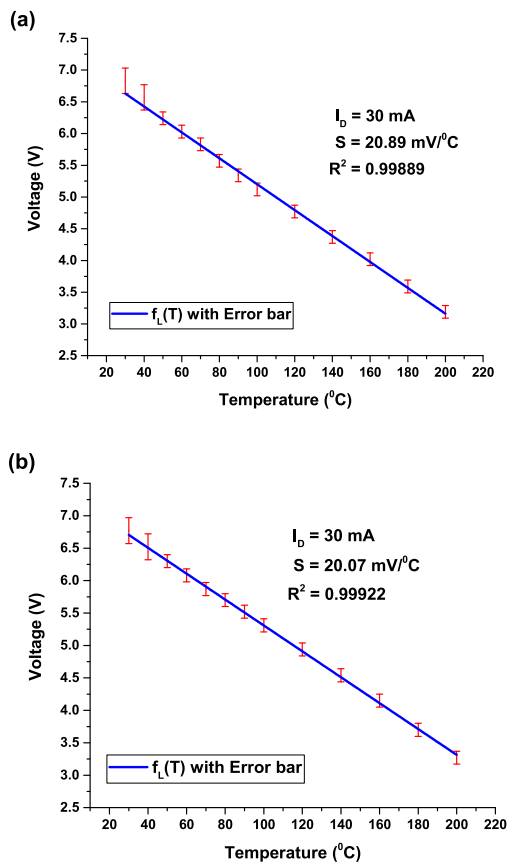 (a)
7.5
7.0
6.5
6.0
5.5
5.0
4.5
4.0
3.5
3.0
2.5
Voltage (V)
I_D = 30 mA
S = 20.89 mV/⁰C
R² = 0.99889
f_L(T) with Error bar
20 40 60 80 100 120 140 160 180 200 220
Temperature (⁰C)
(b)
7.5
7.0
6.5
6.0
5.5
5.0
4.5
4.0
3.5
3.0
2.5
Voltage (V)
I_D = 30 mA
S = 20.07 mV/⁰C
R² = 0.99922
f_L(T) with Error bar
20 40 60 80 100 120 140 160 180 200 220
Temperature (⁰C)